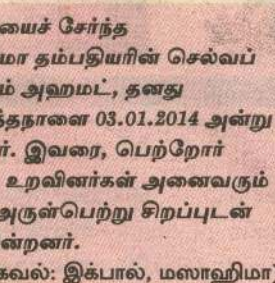 யைச் சேர்ந்த
மா தம்பதியரின் செல்வப்
ம் அஹமட், தனது
்தநாளை 03.01.2014 அன்று
ர். இவரை, பெற்றோர்
உறவினர்கள் அனைவரும்
அருள்பெற்று சிறப்புடன்
ன்றனர்.
கவல்: இக்பால், மஸாஹிமா